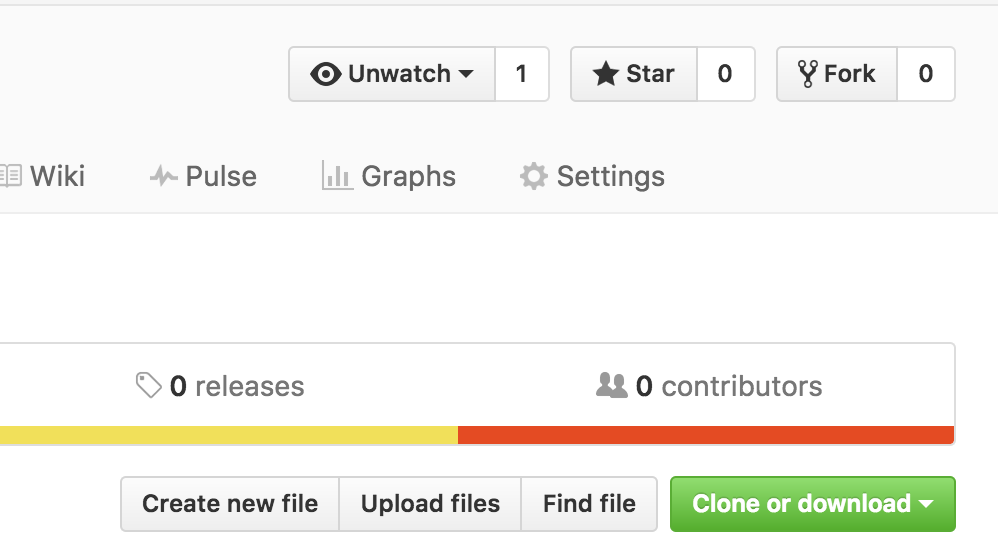 Unwatch 1 Star 0 Fork 0
Wiki Pulse Graphs Settings
0 releases 0 contributors
Create new file Upload files Find file Clone or download